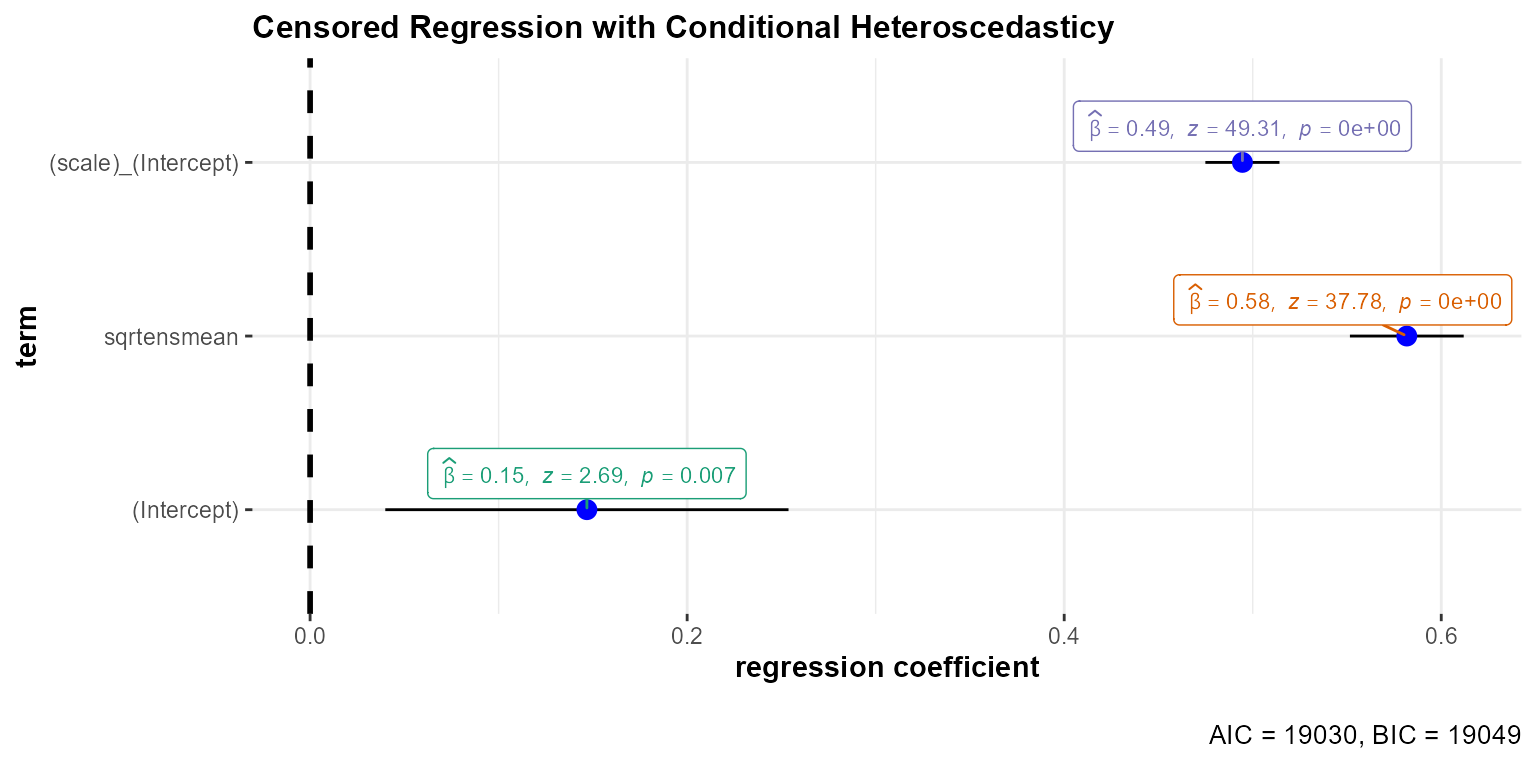 Censored Regression with Conditional Heteroscedasticy
β̂ = 0.49, z = 49.31, p = 0e+00
(scale)_(Intercept)
β̂ = 0.58, z = 37.78, p = 0e+00
sqrtensmean
term
β̂ = 0.15, z = 2.69, p = 0.007
(Intercept)
0.0 0.2 0.4 0.6
regression coefficient
AIC = 19030, BIC = 19049